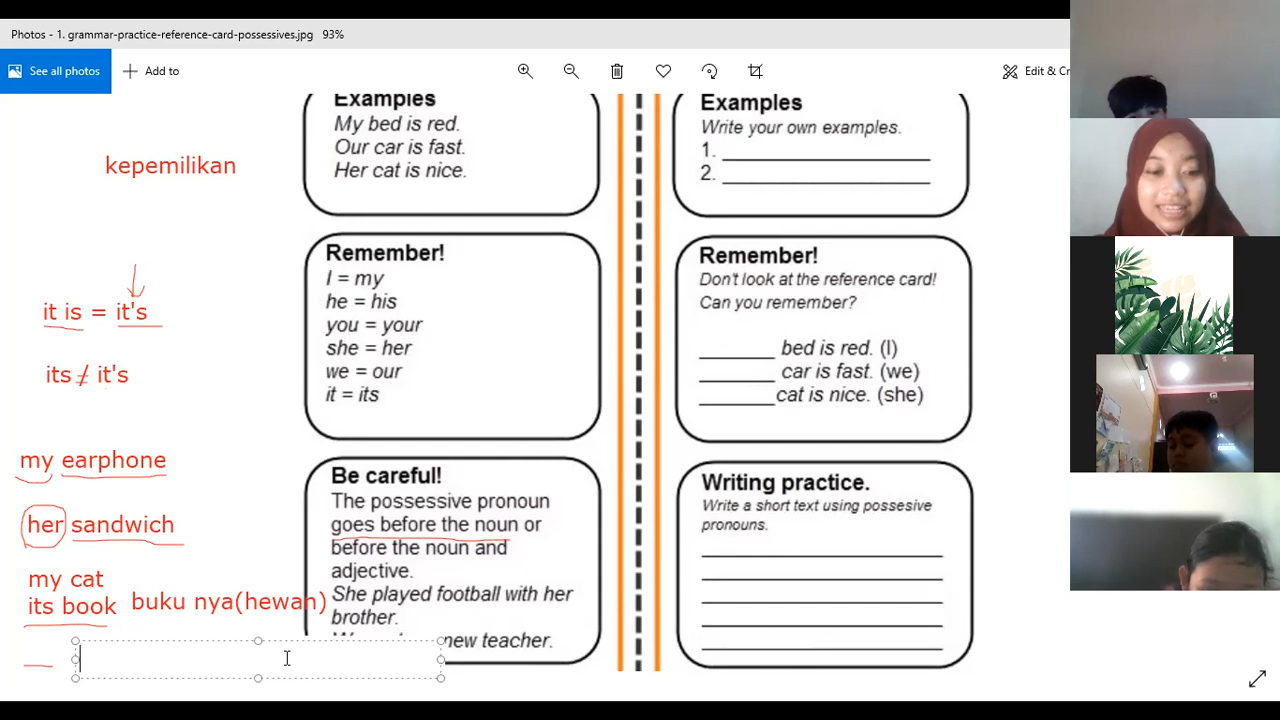 Photos - 1. grammar-practice-reference-card-possessives.jpg 93%
See all photos
Add to
Edit &
Examples
My bed is red.
Our car is fast.
Her cat is nice.
Remember!
I = my
he = his
you = your
she = her
we = our
it = its
Be careful!
The possessive pronoun
goes before the noun or
before the noun and
adjective.
She played football with her
brother.
new teacher.
Examples
Write your own examples.
1.
2.
Remember!
Don't look at the reference card!
Can you remember?
bed is red. (I)
car is fast. (we)
cat is nice. (she)
Writing practice.
Write a short text using possesive
pronouns.
kepemilikan
it is = it's
its ≠ it's
my earphone
her sandwich
my cat
its book
buku nya(hewan)